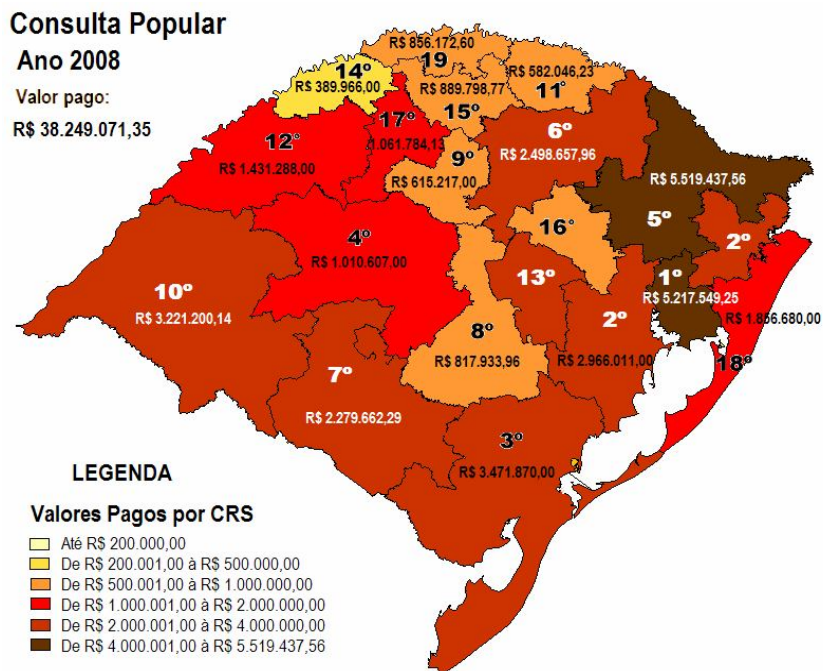 Consulta Popular
Ano 2008
Valor pago:
R$ 38.249.071,35
R$ 856.172,60
19
14º
R$ 389.966,00
R$ 582.046,23
11º
R$ 889.798,77
15º
17º
1.061.784,13
12º
R$ 1.431.288,00
6º
R$ 2.498.657,96
9º
R$ 615.217,00
R$ 5.519.437,56
5º
16º
2º
4º
R$ 1.010.607,00
13º
1º
R$ 5.217.549,25
10º
R$ 3.221.200,14
2º
R$ 2.966.011,00
8º
R$ 817.933,96
R$ 1.856.680,00
18º
7º
R$ 2.279.662,29
3º
R$ 3.471.870,00
LEGENDA
Valores Pagos por CRS
Até R$ 200.000,00
De R$ 200.001,00 à R$ 500.000,00
De R$ 500.001,00 à R$ 1.000.000,00
De R$ 1.000.001,00 à R$ 2.000.000,00
De R$ 2.000.001,00 à R$ 4.000.000,00
De R$ 4.000.001,00 à R$ 5.519.437,56